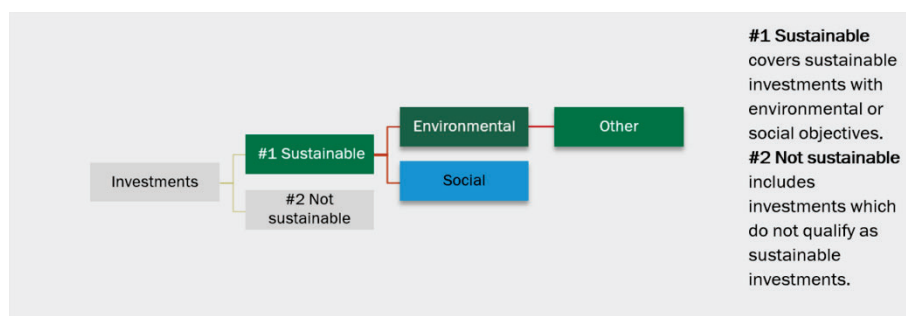 #1 Sustainable
covers sustainable
investments with
environmental or
social objectives.
#2 Not sustainable
includes
investments which
do not qualify as
sustainable
investments.
Investments
#1 Sustainable
#2 Not
sustainable
Environmental
Social
Other